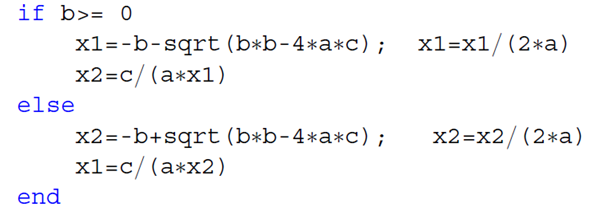 if b>= 0
x1=-b-sqrt(b*b-4*a*c); x1=x1/(2*a)
x2=c/(a*x1)
else
x2=-b+sqrt(b*b-4*a*c); x2=x2/(2*a)
x1=c/(a*x2)
end